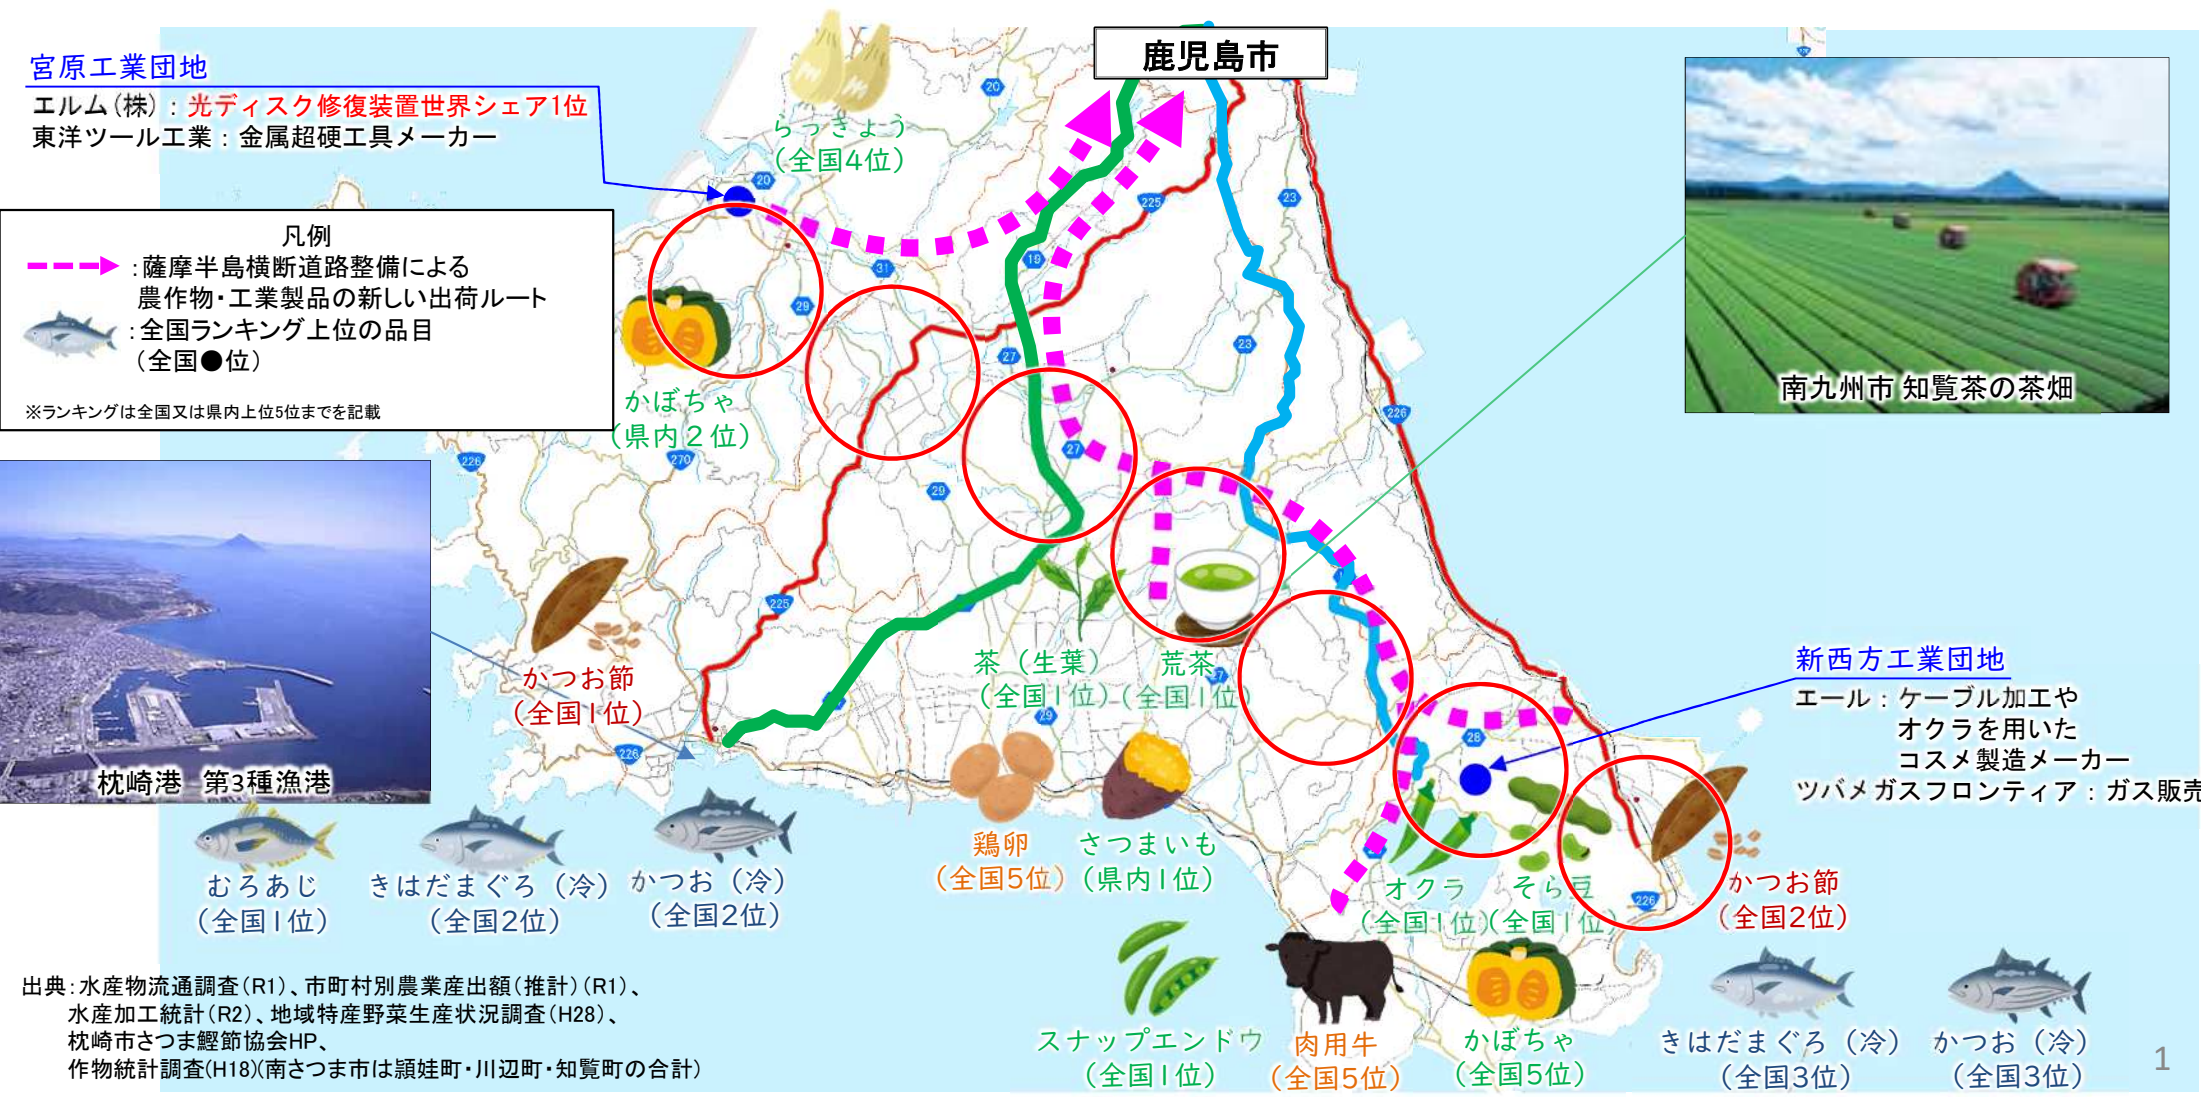 鹿児島市
宮原工業団地
エルム(株)：光ディスク修復装置世界シェア1位
東洋ツール工業：金属超硬工具メーカー
らっきょう
（全国4位）
凡例
：薩摩半島横断道路整備による
農作物・工業製品の新しい出荷ルート
：全国ランキング上位の品目
（全国●位）
※ランキングは全国又は県内上位5位までを記載
かぼちゃ
（県内２位）
南九州市 知覧茶の茶畑
枕崎港　第3種漁港
かつお節
（全国1位）
茶（生葉）
（全国1位）
荒茶
（全国1位）
新西方工業団地
エール：ケーブル加工や
オクラを用いた
コスメ製造メーカー
ツバメガスフロンティア：ガス販売
むろあじ
（全国1位）
きはだまぐろ（冷）
（全国2位）
かつお（冷）
（全国2位）
鶏卵
（全国5位）
さつまいも
（県内1位）
オクラ
（全国1位）
そら豆
（全国1位）
かつお節
（全国2位）
スナップエンドウ
（全国1位）
肉用牛
（全国5位）
かぼちゃ
（全国5位）
きはだまぐろ（冷）
（全国3位）
かつお（冷）
（全国3位）
出典：水産物流通調査(R1)、市町村別農業産出額(推計)(R1)、
水産加工統計(R2)、地域特産野菜生産状況調査(H28)、
枕崎市さつま鰹節協会HP、
作物統計調査(H18)(南さつま市は頴娃町・川辺町・知覧町の合計)
20
20
31
29
19
225
23
23
27
27
226
226
270
29
225
226
29
28
226
1